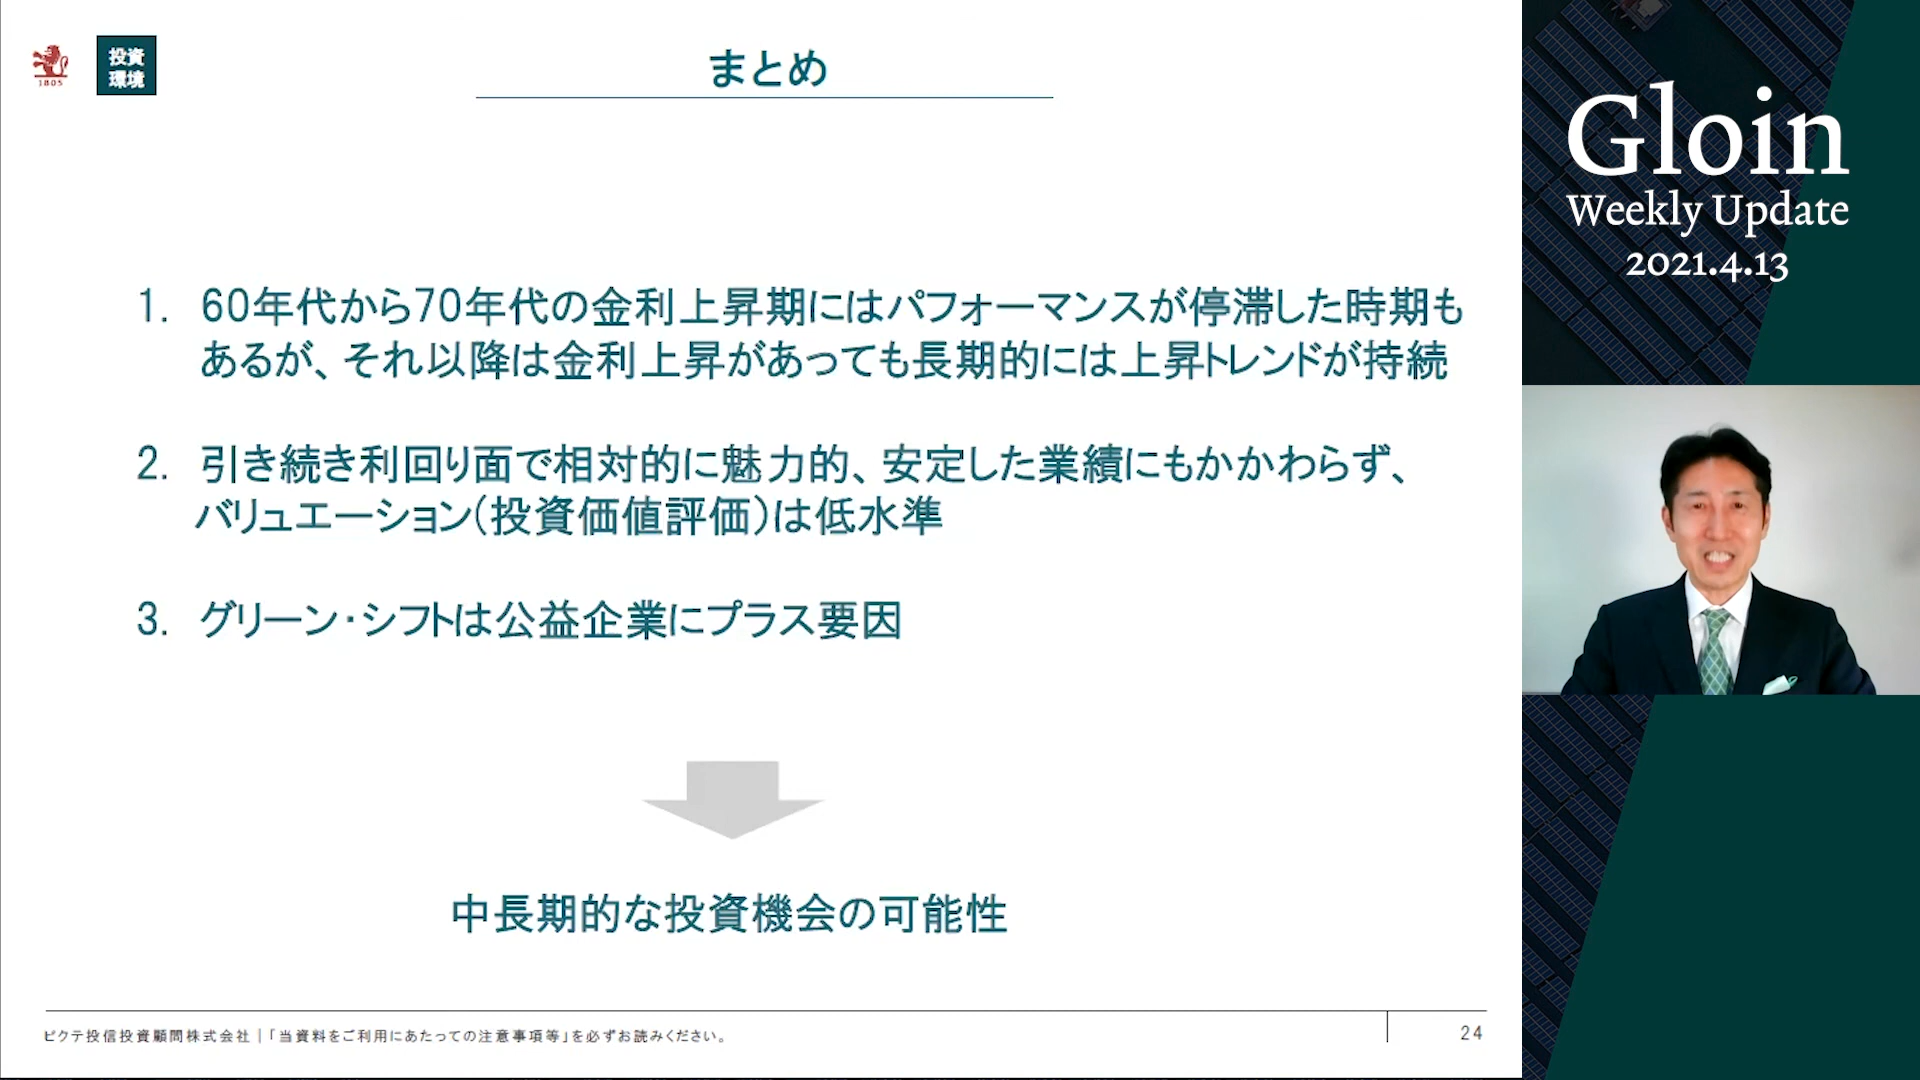 1805
投資
環境
まとめ
1. 60年代から70年代の金利上昇期にはパフォーマンスが停滞した時期も
あるが、それ以降は金利上昇があっても長期的には上昇トレンドが持続
2. 引き続き利回り面で相対的に魅力的、安定した業績にもかかわらず、
バリュエーション(投資価値評価)は低水準
3. グリーン・シフトは公益企業にプラス要因
中長期的な投資機会の可能性
ピクテ投信投資顧問株式会社｜「当資料をご利用にあたっての注意事項等」を必ずお読みください。
24
Gloin
Weekly Update
2021.4.13